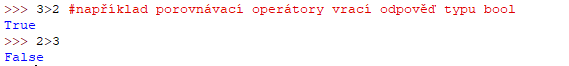 >>> 3>2 #například porovnávací operátory vrací odpověď typu bool
True
>>> 2>3
False